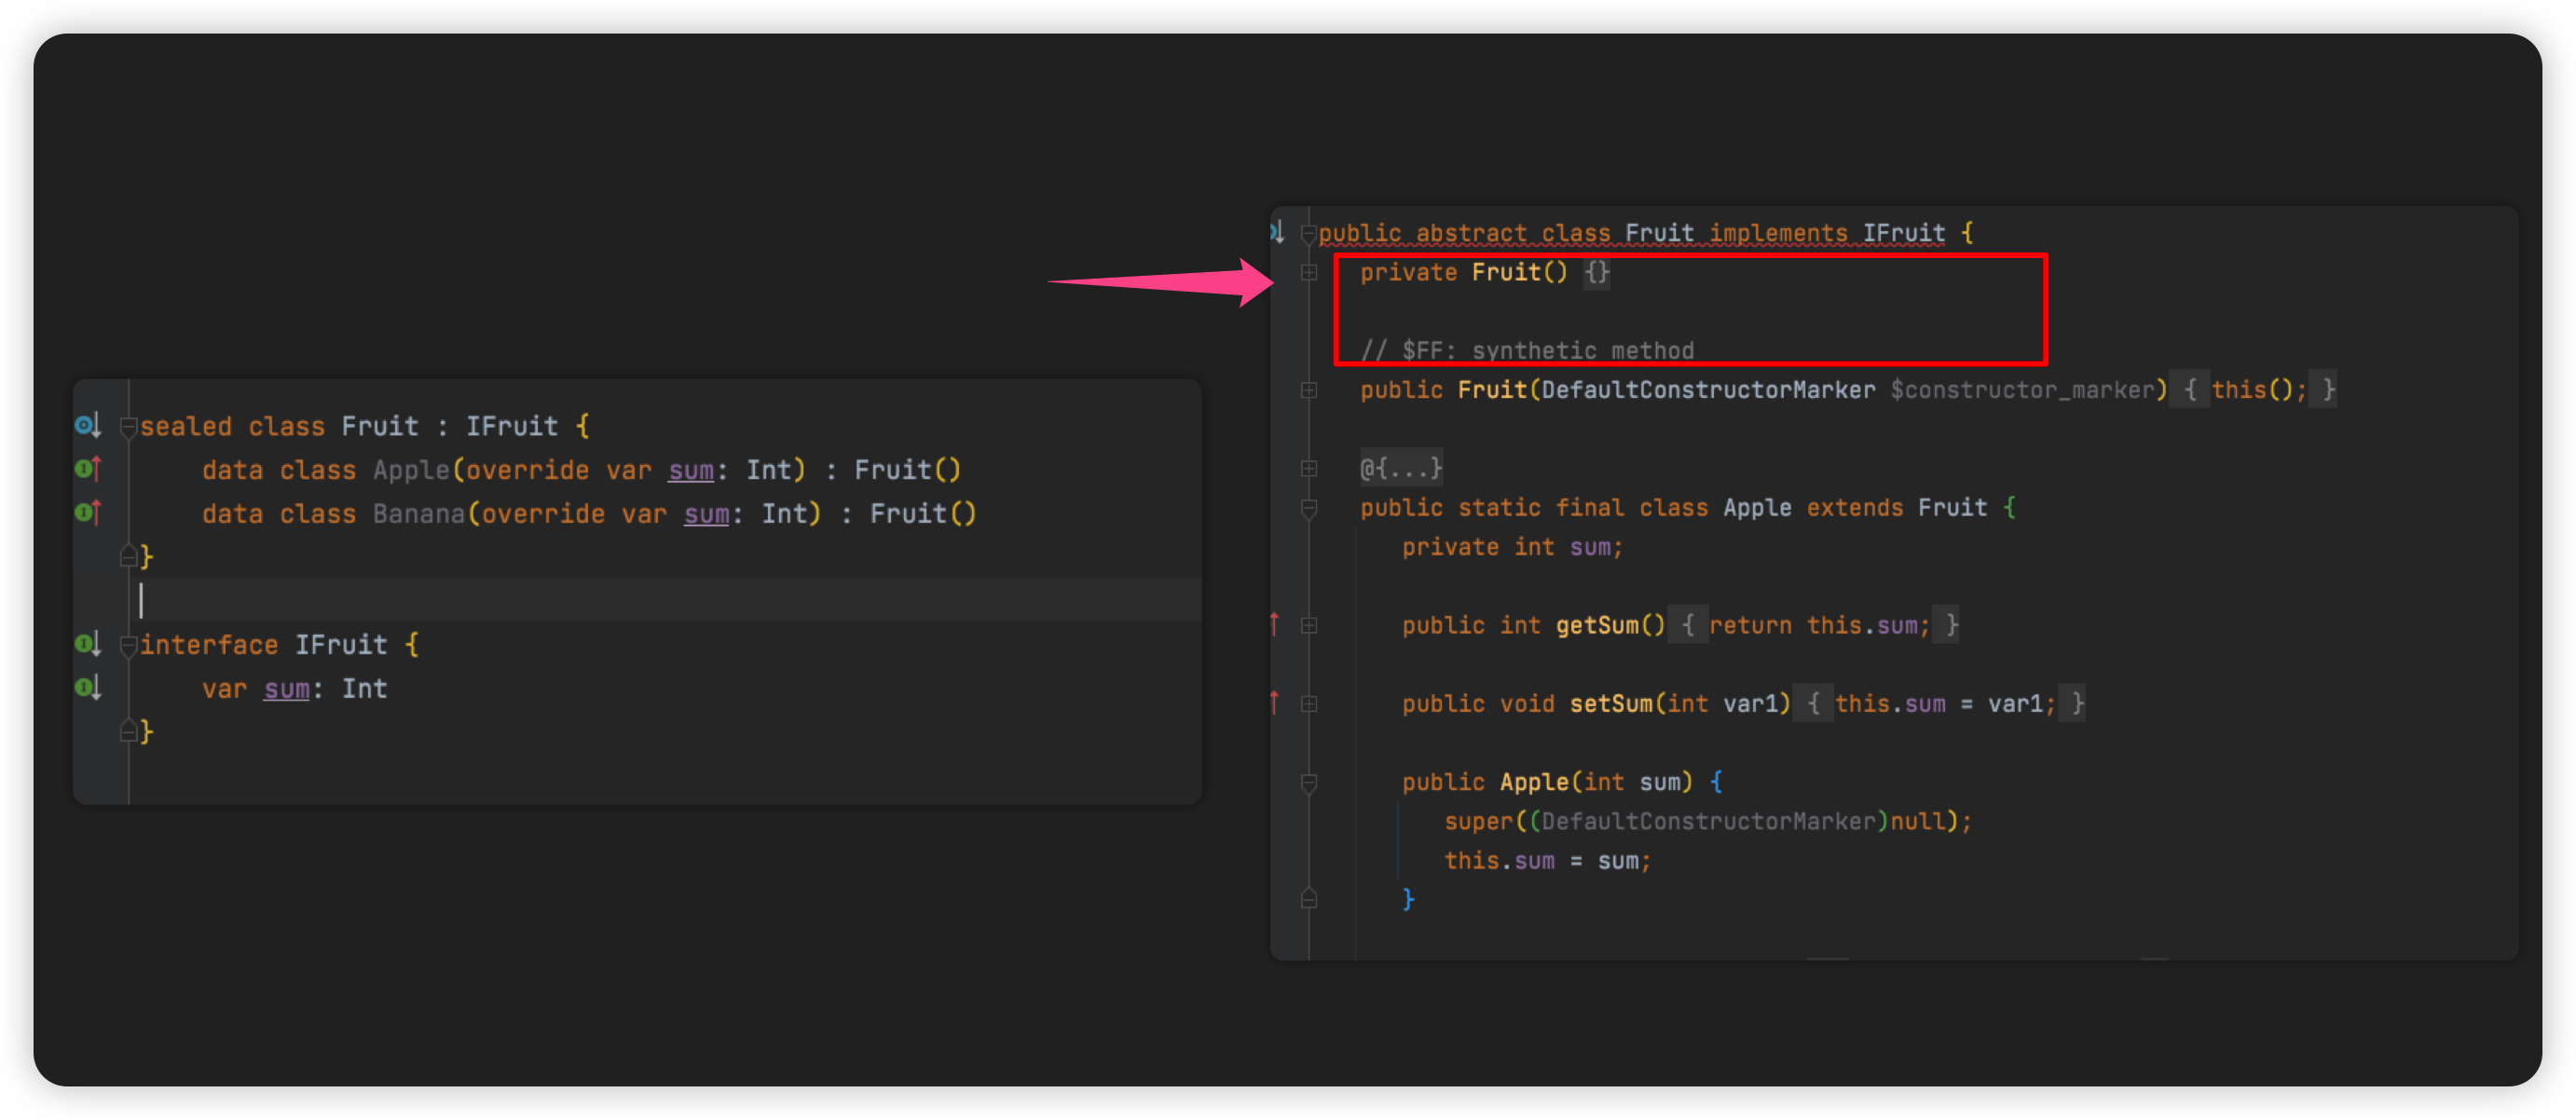 sealed class Fruit : IFruit {
    data class Apple(override var sum: Int) : Fruit()
    data class Banana(override var sum: Int) : Fruit()
}
interface IFruit {
    var sum: Int
}
public abstract class Fruit implements IFruit {
   private Fruit() {}
   // $FF: synthetic method
   public Fruit(DefaultConstructorMarker $constructor_marker) { this(); }
   @{...}
   public static final class Apple extends Fruit {
      private int sum;
      public int getSum() { return this.sum; }
      public void setSum(int var1) { this.sum = var1; }
      public Apple(int sum) {
         super((DefaultConstructorMarker)null);
         this.sum = sum;
      }